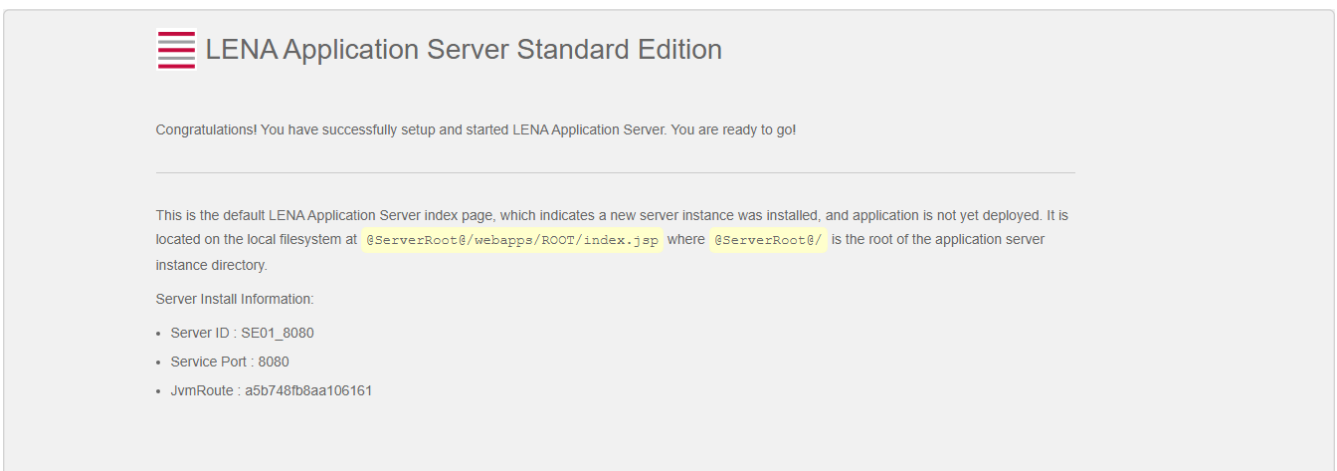 LENA Application Server Standard Edition
Congratulations! You have successfully setup and started LENA Application Server. You are ready to go!
This is the default LENA Application Server index page, which indicates a new server instance was installed, and application is not yet deployed. It is
located on the local filesystem at @ServerRoot@/webapps/ROOT/index.jsp where @ServerRoot@/ is the root of the application server
instance directory.
Server Install Information:
• Server ID : SE01_8080
• Service Port : 8080
• JvmRoute : a5b748fb8aa106161